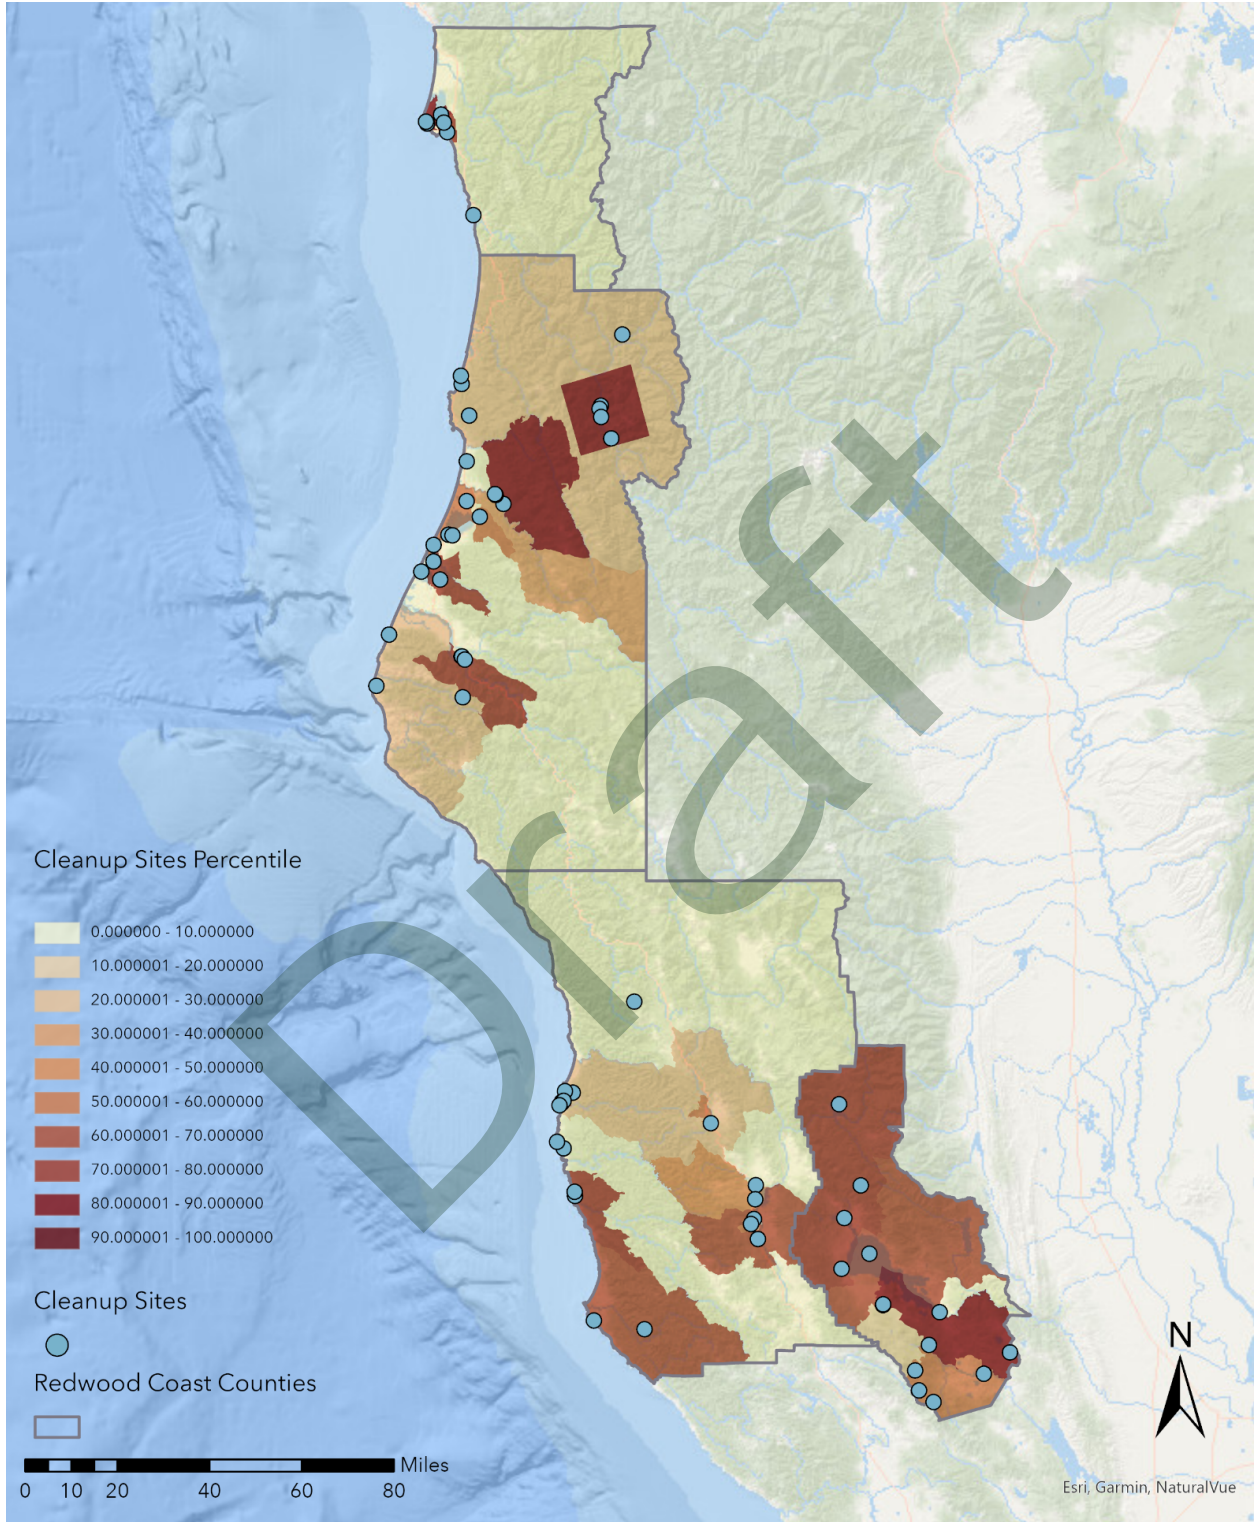 Draft
Cleanup Sites Percentile
0.000000 - 10.000000
10.000001 - 20.000000
20.000001 - 30.000000
30.000001 - 40.000000
40.000001 - 50.000000
50.000001 - 60.000000
60.000001 - 70.000000
70.000001 - 80.000000
80.000001 - 90.000000
90.000001 - 100.000000
Cleanup Sites
Redwood Coast Counties
Miles
0 10 20 40 60 80
N
Esri, Garmin, NaturalVue